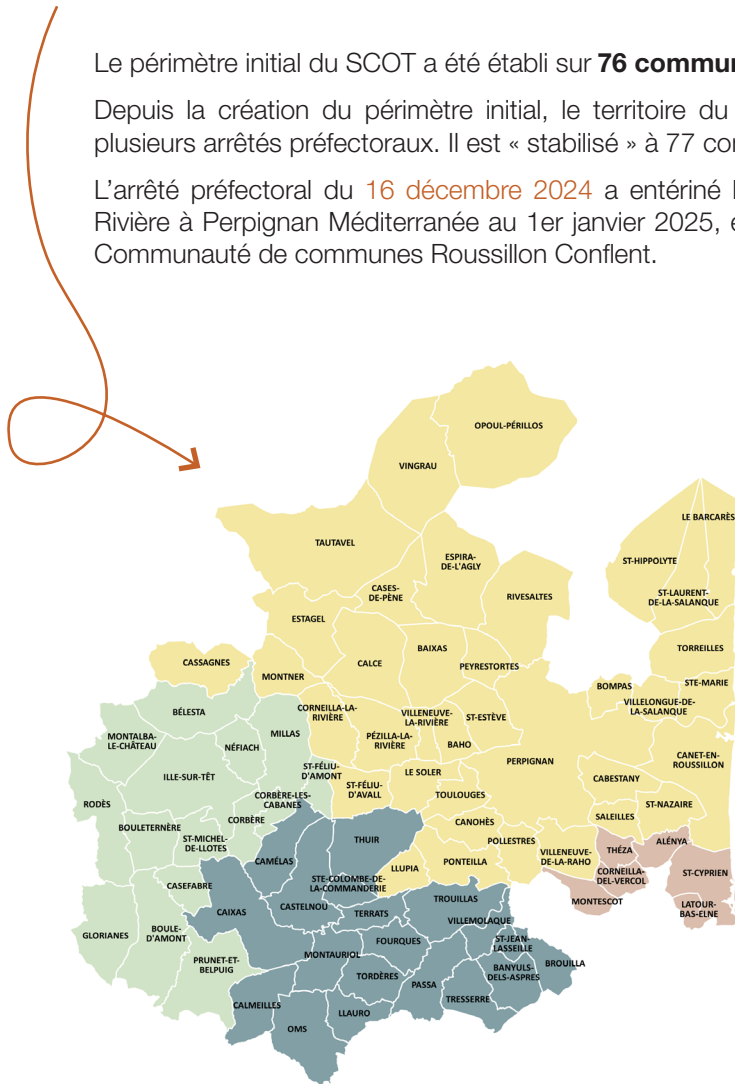 Le périmètre initial du SCOT a été établi sur 76 commun
Depuis la création du périmètre initial, le territoire du
plusieurs arrêtés préfectoraux. Il est « stabilisé » à 77 co
L'arrêté préfectoral du 16 décembre 2024 a entériné
Rivière à Perpignan Méditerranée au 1er janvier 2025,
Communauté de communes Roussillon Conflent.
OPOUL-PÉRILLOS
VINGRAU
LE BARCARÈS
TAUTAVEL
ESPIRA-
DE-L'AGLY
ST-HIPPOLYTE
CASES-
DE-PÈNE
RIVESALTES
ST-LAURENT-
DE-LA-SALANQUE
ESTAGEL
BAIXAS
TORREILLES
CASSAGNES
CALCE
PEYRESTORTES
MONTNER
BOMPAS
STE-MARIE
VILLELONGUE-DE-
LA-SALANQUE
BÉLESTA
CORNEILLA-LA-
RIVIÈRE
VILLENEUVE-
LA-RIVIÈRE
ST-ESTÈVE
MONTALBA-
LE-CHÂTEAU
MILLAS
NÉFIACH
PÉZILLA-LA-
RIVIÈRE
BAHO
PERPIGNAN
CANET-EN-
ROUSSILLON
ILLE-SUR-TÊT
ST-FÉLIU-
D'AMONT
LE SOLER
CABESTANY
RODÈS
CORBÈRE-LES-
CABANES
ST-FÉLIU-
D'AVALL
TOULOUGES
ST-NAZAIRE
BOULETERNÈRE
CORBÈRE
CANOHÈS
SALEILLES
ST-MICHEL-
DE-LLOTES
THUIR
POLLESTRES
VILLENEUVE-
DE-LA-RAHO
THÉZA
ALÉNYA
CAMÉLAS
LLUPIA
PONTEILLA
CORNEILLA-
DEL-VERCOL
ST-CYPRIEN
CASEFABRE
STE-COLOMBE-DE-
LA-COMMANDERIE
MONTESCOT
LATOUR-
BAS-ELNE
CAIXAS
CASTELNOU
TERRATS
TROUILLAS
VILLEMOLAQUE
GLORIANES
BOULE-
D'AMONT
FOURQUES
ST-JEAN-
LASSEILLE
PRUNET-ET-
BELPUIG
MONTAURIOL
BANYULS-
DELS-ASPRES
BROUILLA
TORDÈRES
PASSA
TRESSERRE
CALMEILLES
LLAURO
OMS